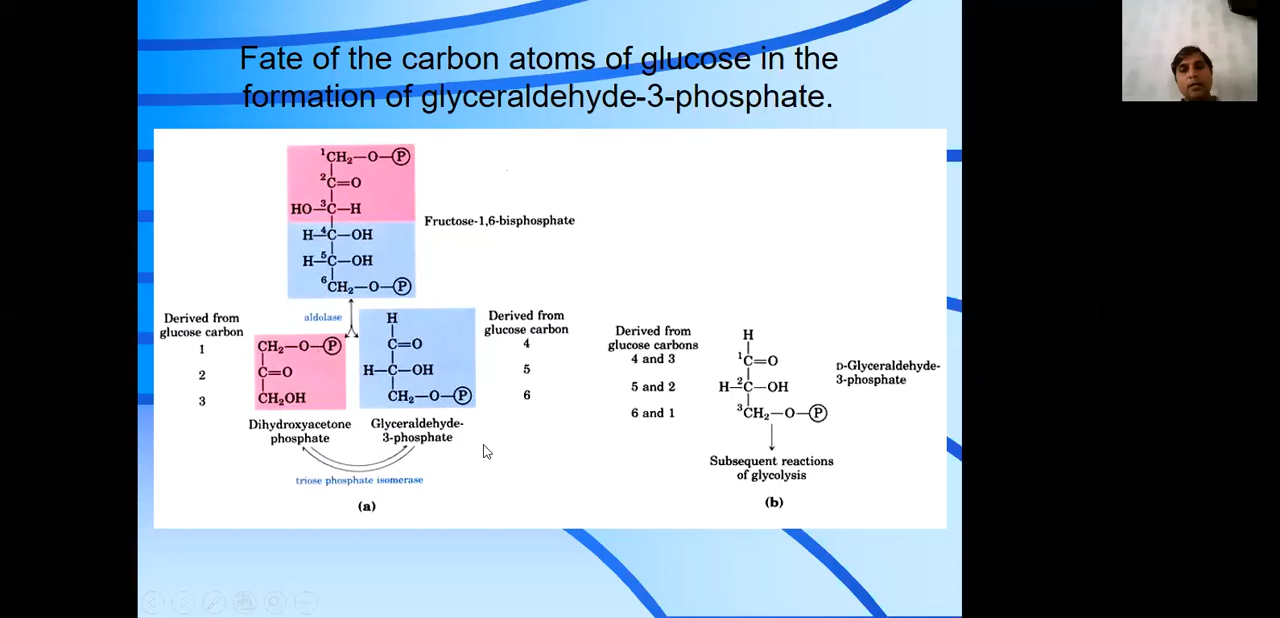 Fate of the carbon atoms of glucose in the
formation of glyceraldehyde-3-phosphate.
¹CH₂—O—Ⓟ
²C=O
HO—³C—H
H—⁴C—OH
H—⁵C—OH
⁶CH₂—O—Ⓟ
Fructose-1,6-bisphosphate
aldolase
Derived from
glucose carbon
1
2
3
CH₂—O—Ⓟ
C=O
CH₂OH
Dihydroxyacetone
phosphate
H
C=O
H—C—OH
CH₂—O—Ⓟ
Glyceraldehyde-
3-phosphate
Derived from
glucose carbon
4
5
6
triose phosphate isomerase
(a)
Derived from
glucose carbons
4 and 3
5 and 2
6 and 1
H
¹C=O
H—²C—OH
³CH₂—O—Ⓟ
D-Glyceraldehyde-
3-phosphate
Subsequent reactions
of glycolysis
(b)